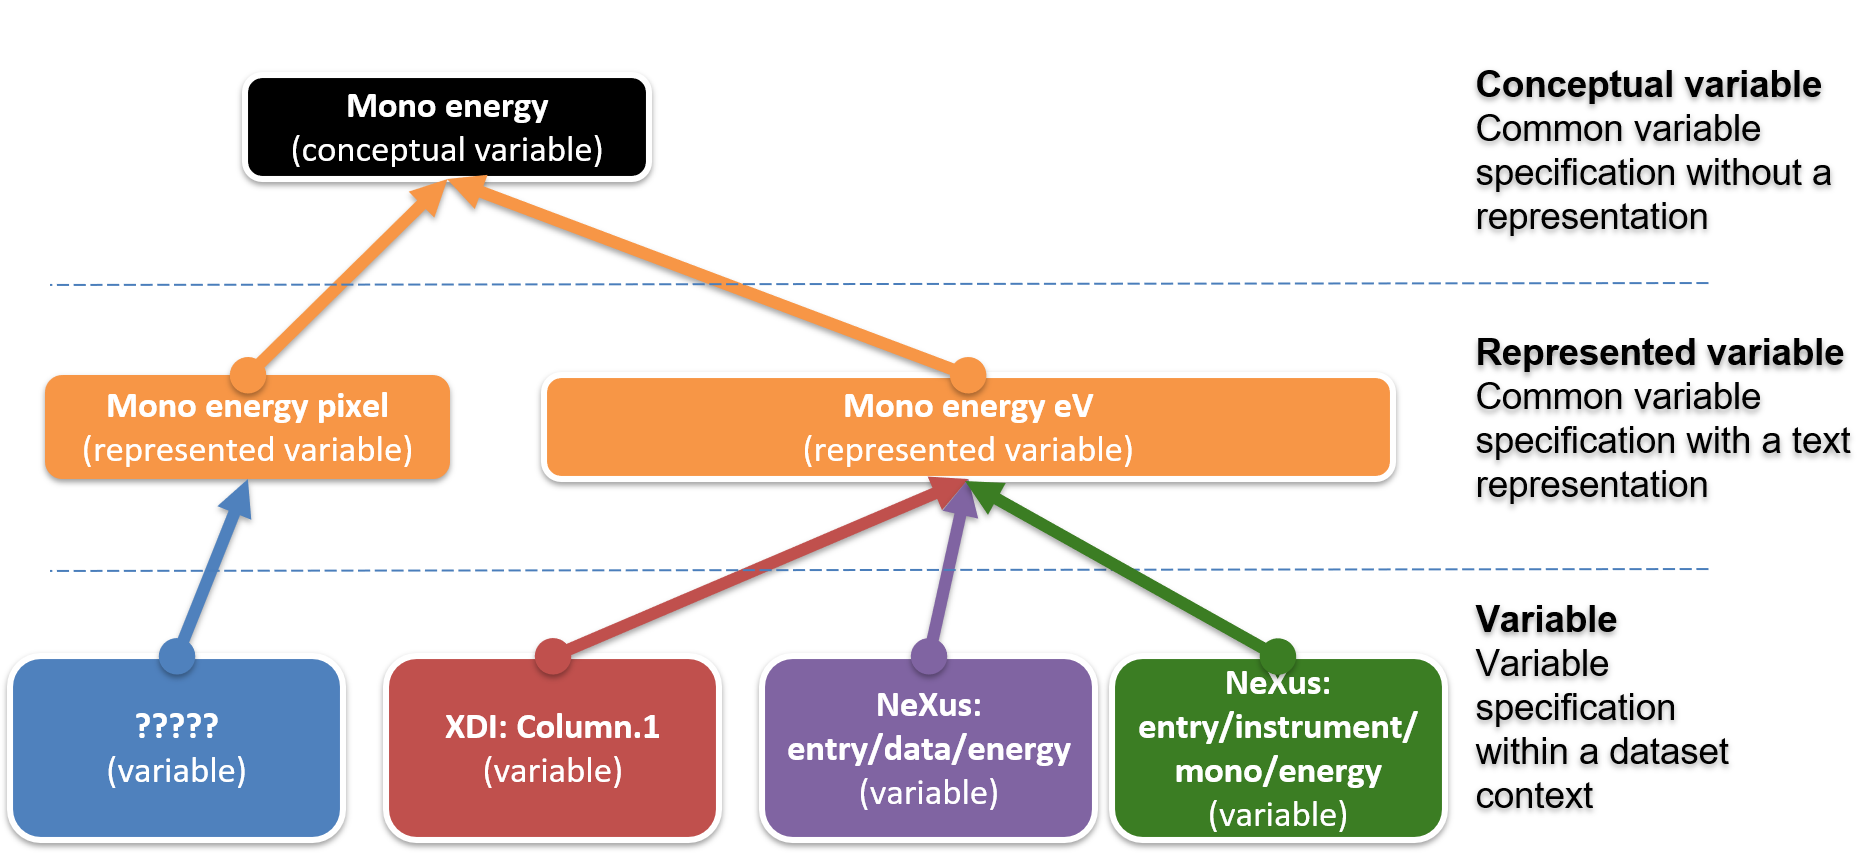 Mono energy
(conceptual variable)
Conceptual variable
Common variable
specification without a
representation
Mono energy pixel
(represented variable)
Mono energy eV
(represented variable)
Represented variable
Common variable
specification with a text
representation
?????
(variable)
XDI: Column.1
(variable)
NeXus:
entry/data/energy
(variable)
NeXus:
entry/instrument/
mono/energy
(variable)
Variable
Variable
specification
within a dataset
context